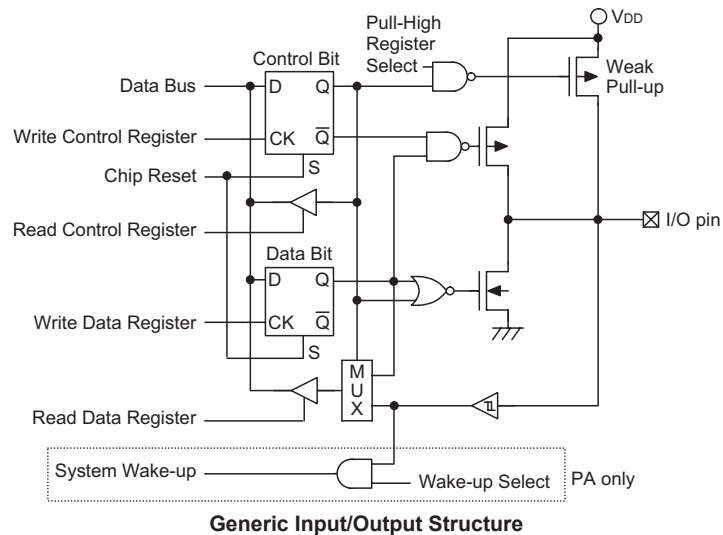 VDD
Pull-High
Register
Select
Control Bit
Weak
Pull-up
Data Bus
D
Q
Write Control Register
CK
Q̅
Chip Reset
S
Read Control Register
I/O pin
Data Bit
D
Q
Write Data Register
CK
Q̅
S
M
U
X
Read Data Register
System Wake-up
Wake-up Select
PA only
Generic Input/Output Structure